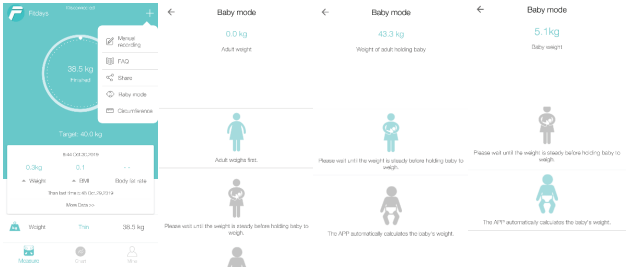 Fitdays
Manual
recording
FAQ
Share
Baby mode
Circumference
38.5 kg
Finished
Target: 40.0 kg
0.3kg
0.1
- -
Weight
BMI
Body fat rate
More Data >>
Weight
Thin
38.5 kg
Measure
Baby mode
0.0 kg
Adult weight
Adult weighs first.
Please wait until the weight is steady before holding baby to
weigh.
Baby mode
43.3 kg
Weight of adult holding baby
Please wait until the weight is steady before holding baby to
weigh.
The APP automatically calculates the baby's weight.
Baby mode
5.1kg
Baby weight
Please wait until the weight is steady before holding baby to
weigh.
The APP automatically calculates the baby's weight.